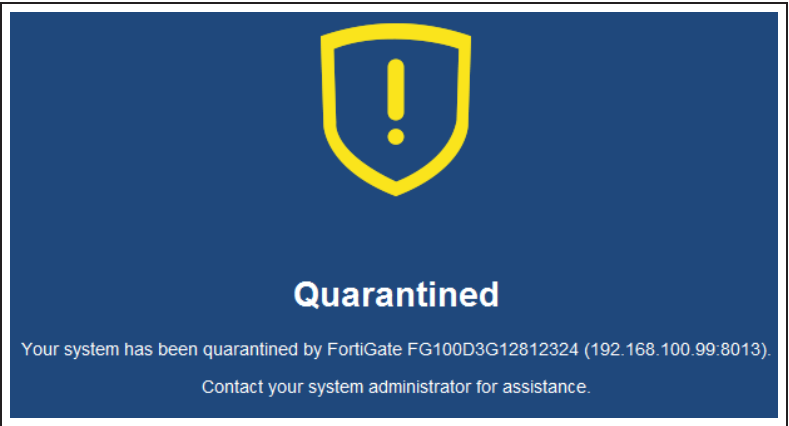 Quarantined
Your system has been quarantined by FortiGate FG100D3G12812324 (192.168.100.99:8013).
Contact your system administrator for assistance.